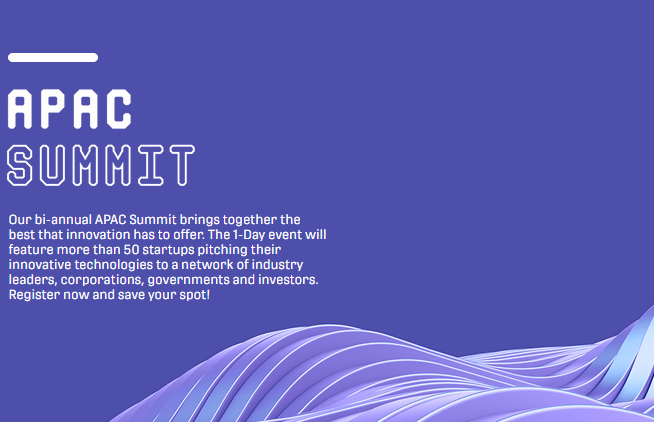 APAC
SUMMIT
Our bi-annual APAC Summit brings together the
best that innovation has to offer. The 1-Day event will
feature more than 50 startups pitching their
innovative technologies to a network of industry
leaders, corporations, governments and investors.
Register now and save your spot!